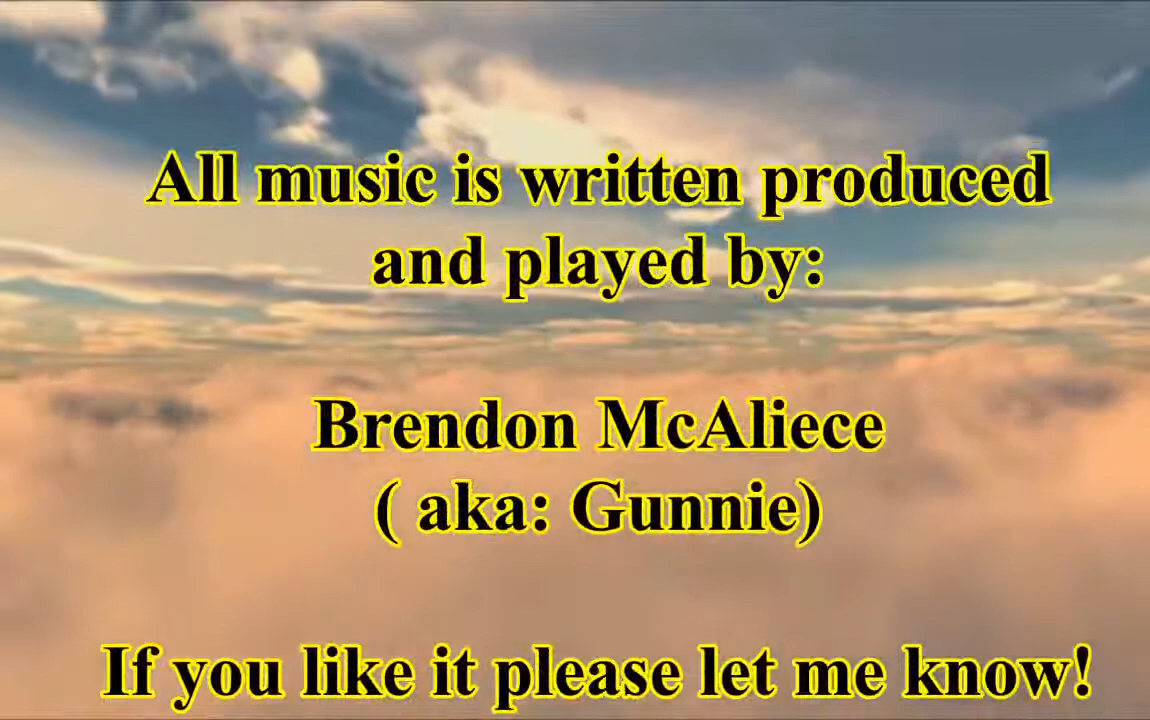 All music is written produced
and played by:
Brendon McAliece
( aka: Gunnie)
If you like it please let me know!